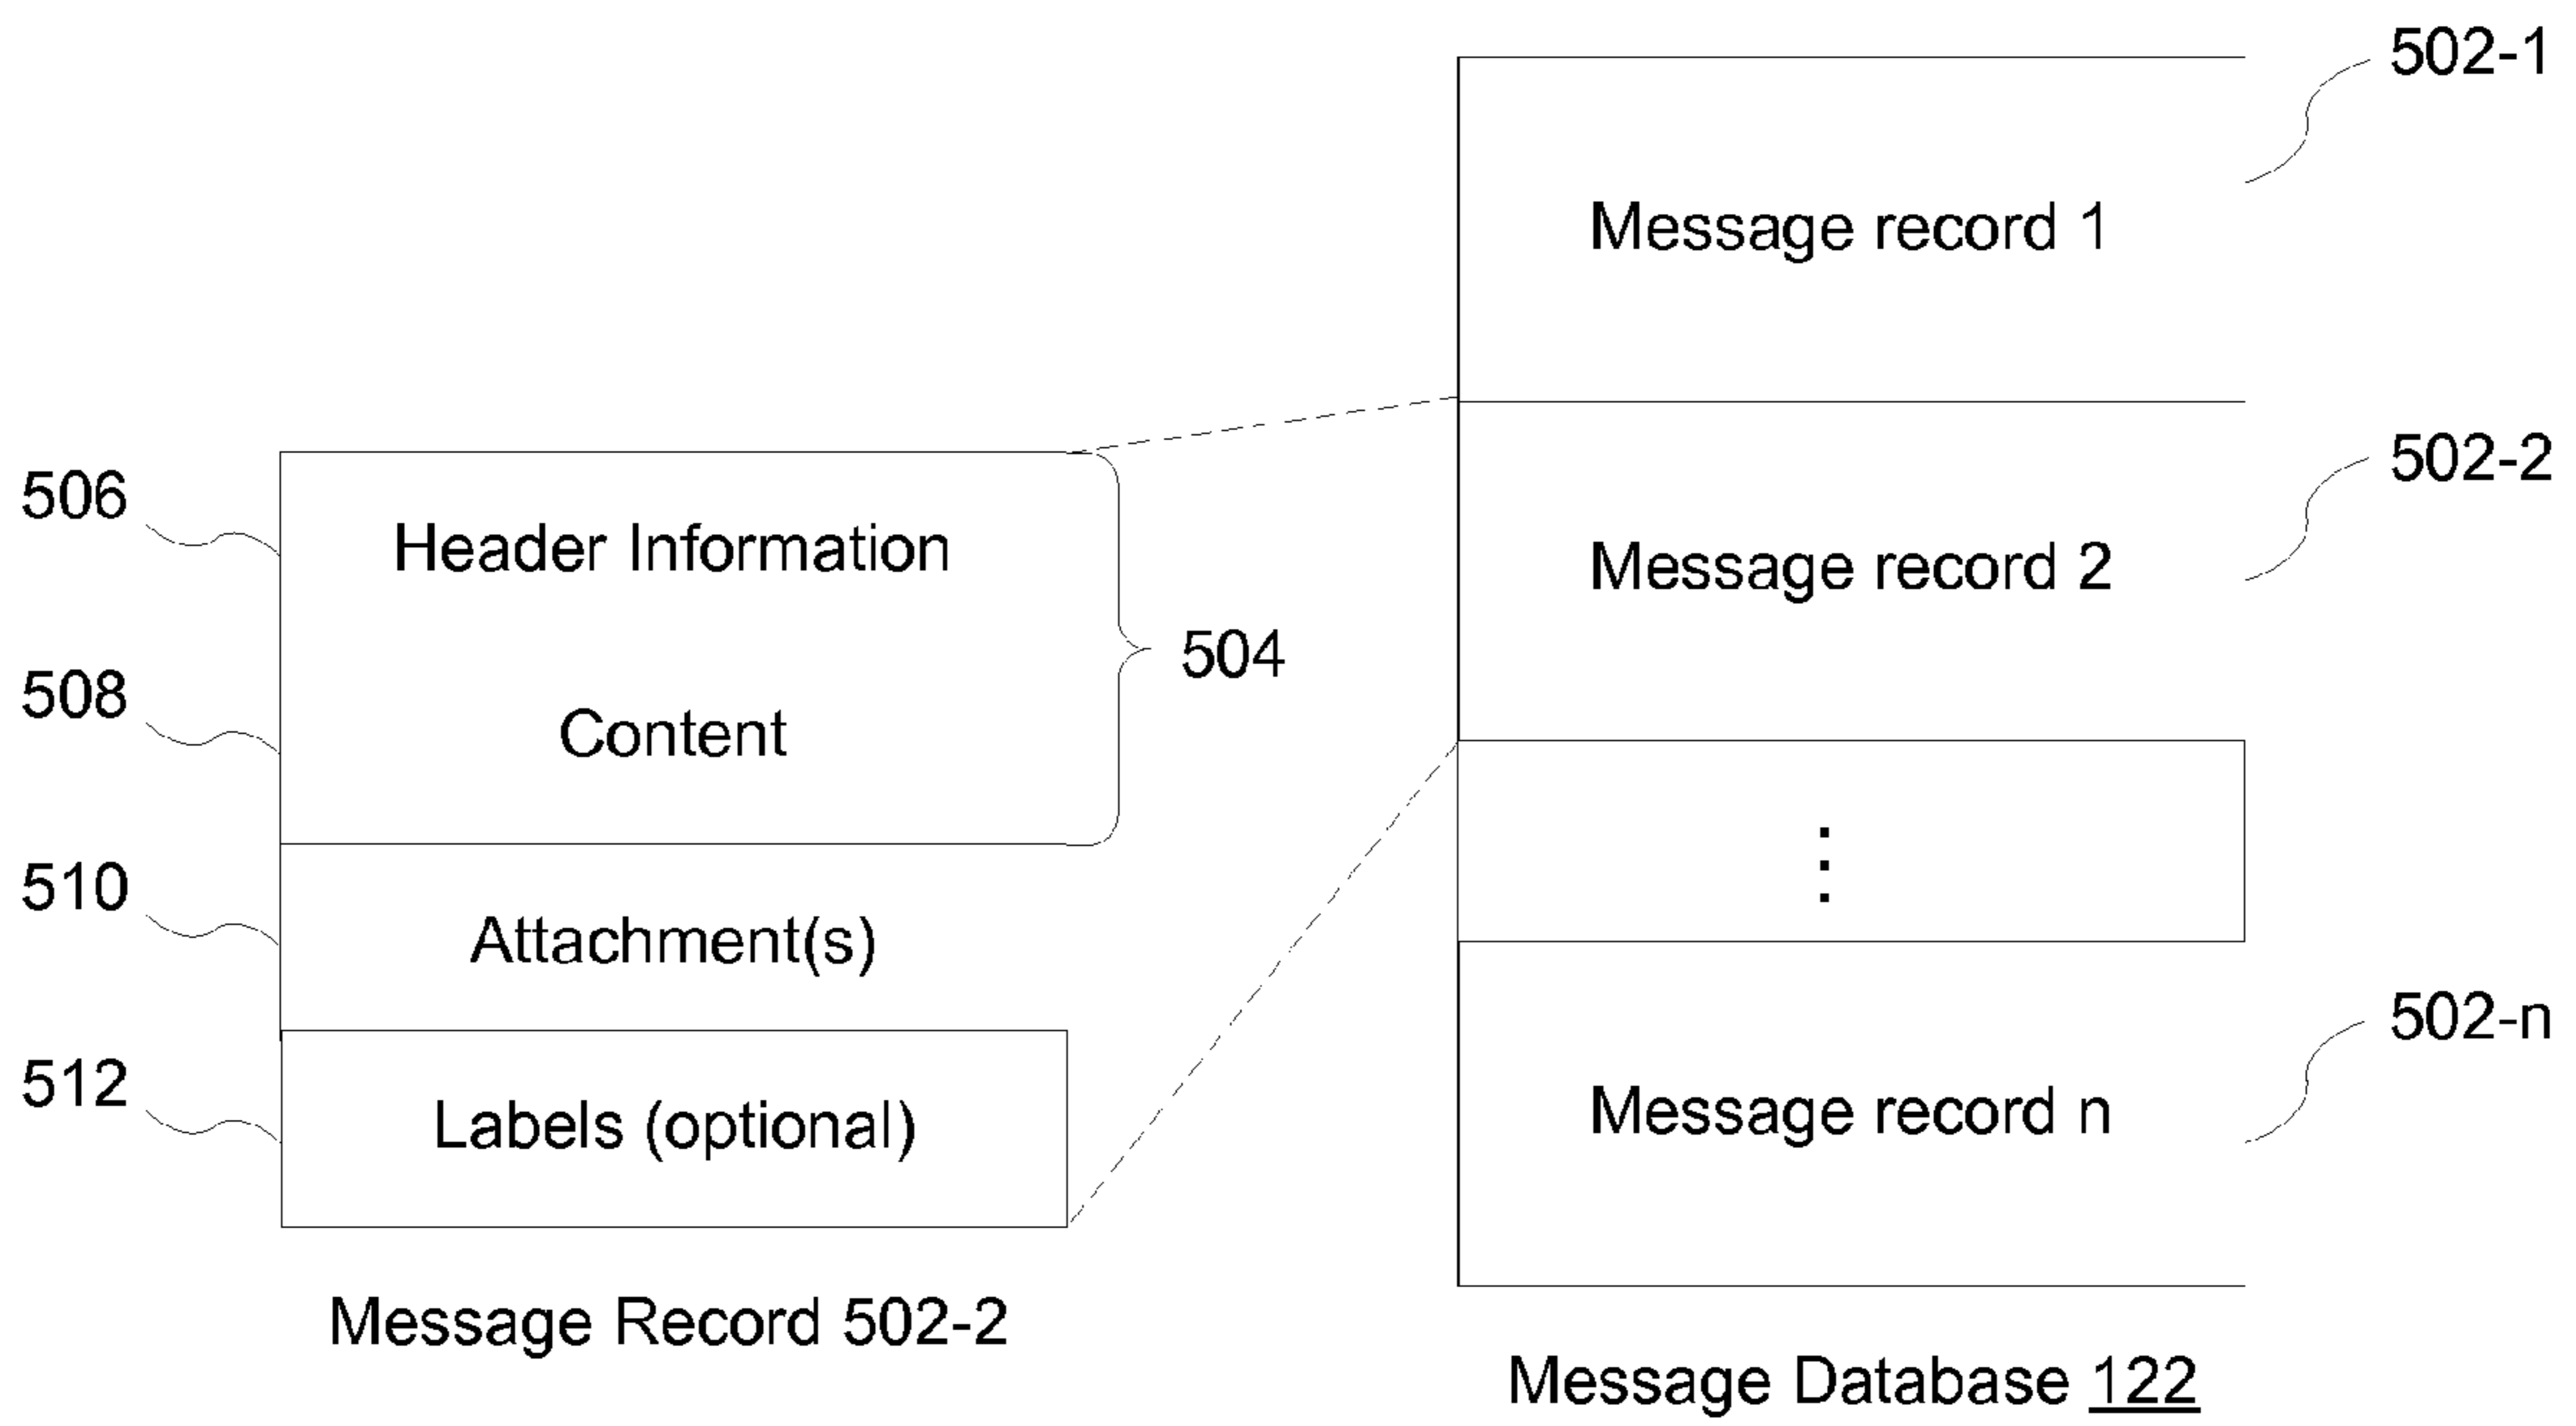 502-1
Message record 1
502-2
506
Header Information
Message record 2
504
508
Content
⋮
510
Attachment(s)
502-n
512
Labels (optional)
Message record n
Message Record 502-2
Message Database 122